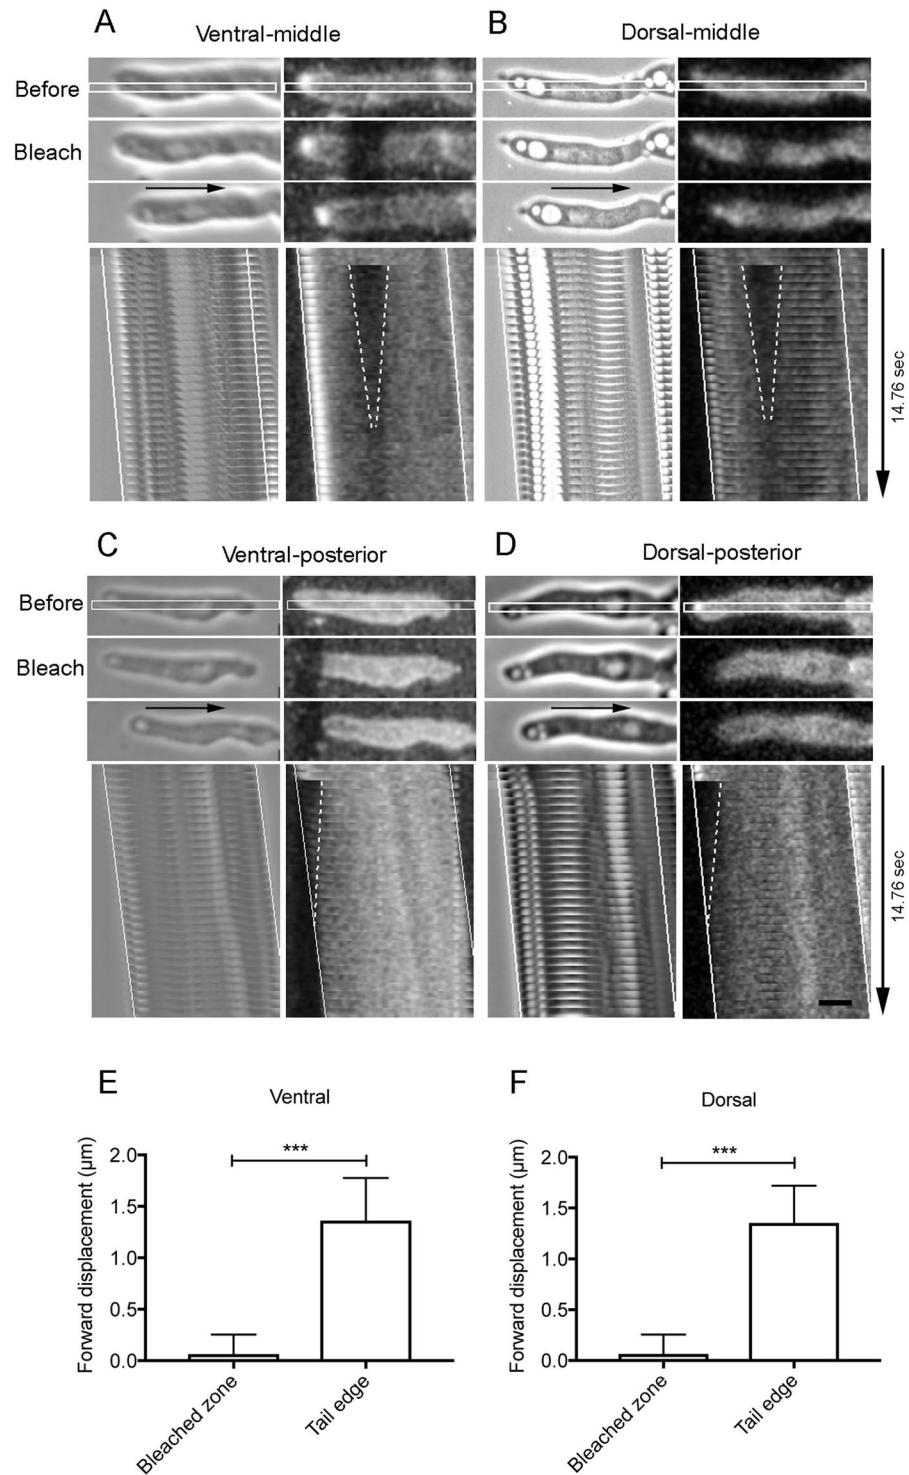 A
Ventral-middle
B
Dorsal-middle
Before
Bleach
14.76 sec
C
Ventral-posterior
D
Dorsal-posterior
Before
Bleach
14.76 sec
E
Ventral
Forward displacement (μm)
2.0
1.5
1.0
0.5
0.0
***
Bleached zone
Tail edge
F
Dorsal
Forward displacement (μm)
2.0
1.5
1.0
0.5
0.0
***
Bleached zone
Tail edge